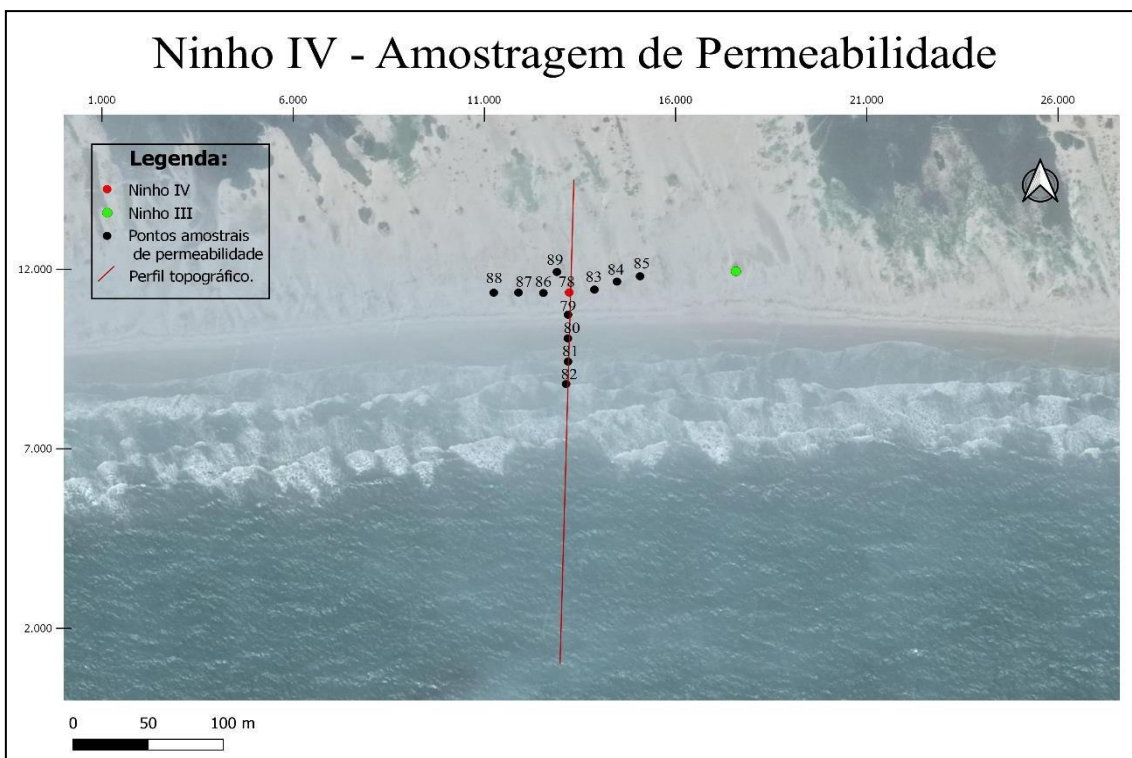 Ninho IV - Amostragem de Permeabilidade
1.000 6.000 11.000 16.000 21.000 26.000
Legenda:
Ninho IV
Ninho III
Pontos amostrais
de permeabilidade
Perfil topográfico.
12.000
7.000
2.000
89
88 87 86 78 83 84 85
79
80
81
82
0 50 100 m